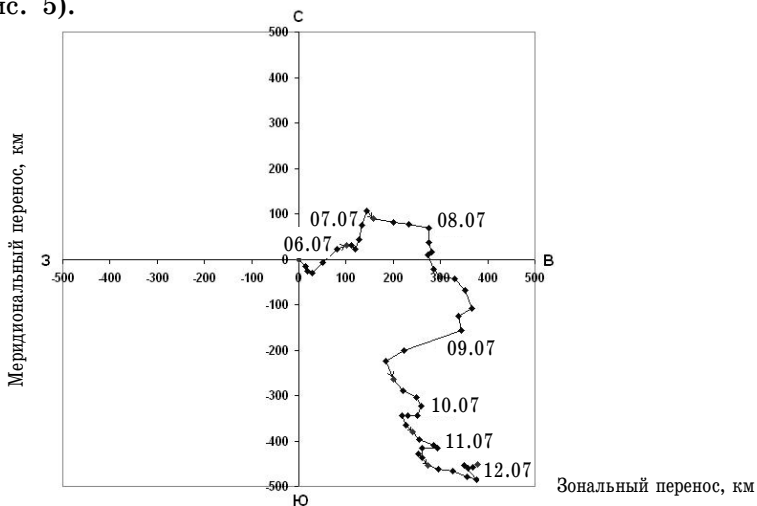 ис. 5).
С
500
400
300
200
100
07.07
08.07
06.07
З
0
В
-500 -400 -300 -200 -100 0 100 200 300 400 500
-100
09.07
-200
-300
10.07
-400
11.07
12.07
-500
Ю
Меридиональный перенос, км
Зональный перенос, км